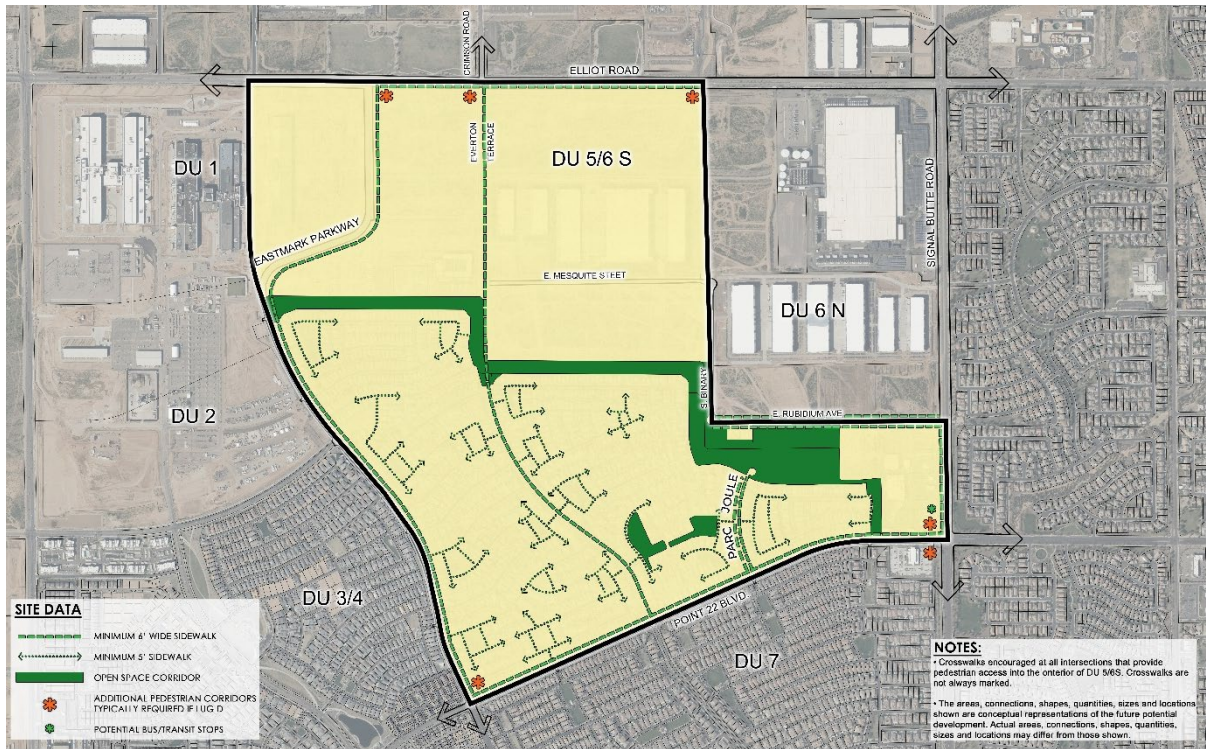 CRIMSON ROAD
ELLIOT ROAD
EVERTON
TERRACE
DU 5/6 S
DU 1
SIGNAL BUTTE ROAD
EASTMARK PARKWAY
E. MESQUITE STEET
DU 6 N
S. BINARY
DU 2
E. RUBIDIUM AVE
PARC JOULE
DU 3/4
POINT 22 BLVD.
DU 7
SITE DATA
MINIMUM 6' WIDE SIDEWALK
MINIMUM 5' SIDEWALK
OPEN SPACE CORRIDOR
ADDITIONAL PEDESTRIAN CORRIDORS
TYPICALLY REQUIRED IF LUG D
POTENTIAL BUS/TRANSIT STOPS
NOTES:
• Crosswalks encouraged at all intersections that provide
pedestrian access into the onterior of DU 5/6S. Crosswalks are
not always marked.
• The areas, connections, shapes, quantities, sizes and locations
shown are conceptual representations of the future potential
development. Actual areas, connections, shapes, quantities,
sizes and locations may differ from those shown.